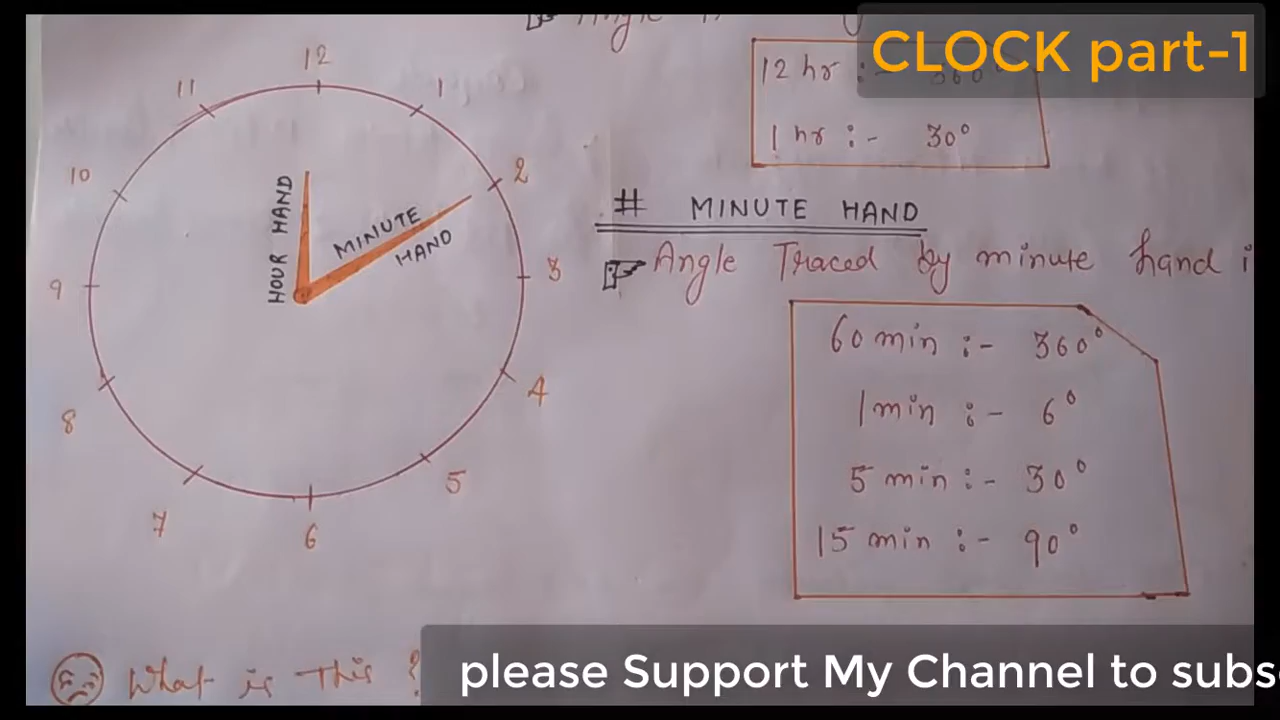 CLOCK part-1
12 hr :- 360°
1 hr :- 30°
# MINUTE HAND
Angle Traced by minute hand i
60 min :- 360°
1 min :- 6°
5 min :- 30°
15 min :- 90°
12
11
1
10
2
9
3
8
4
7
5
6
HOUR HAND
MINUTE
HAND
What is This ?
please Support My Channel to subs